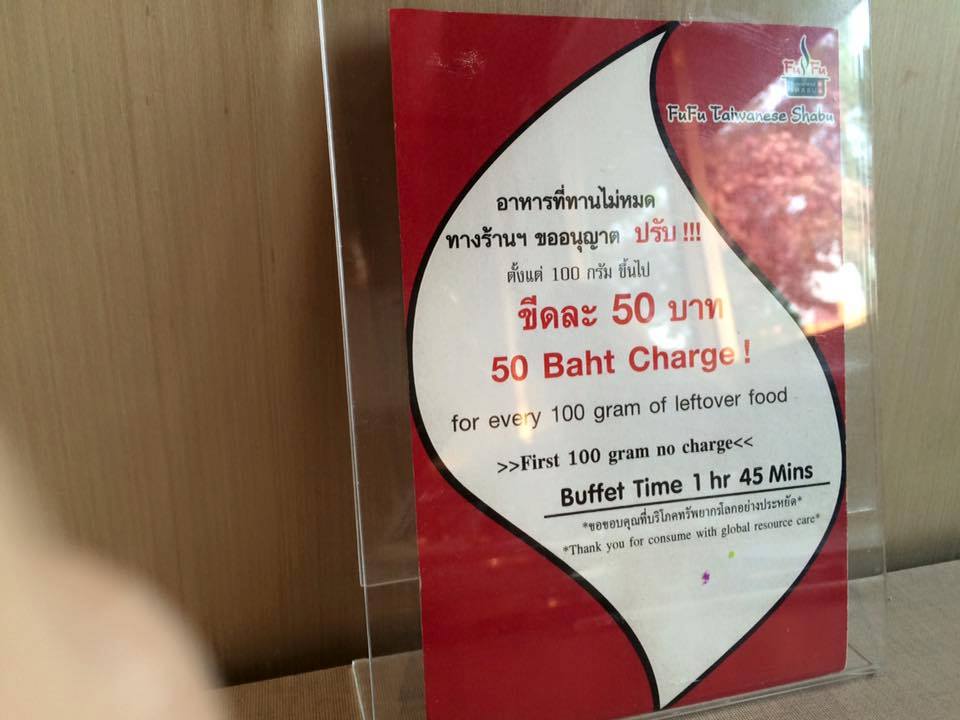 Fu Fu
SHABU
FuFu Taiwanese Shabu
อาหารที่ทานไม่หมด
ทางร้านฯ ขออนุญาต ปรับ !!!
ตั้งแต่ 100 กรัม ขึ้นไป
ขีดละ 50 บาท
50 Baht Charge !
for every 100 gram of leftover food
>>First 100 gram no charge<<
Buffet Time 1 hr 45 Mins
*ขอขอบคุณที่บริโภคทรัพยากรโลกอย่างประหยัด*
*Thank you for consume with global resource care*